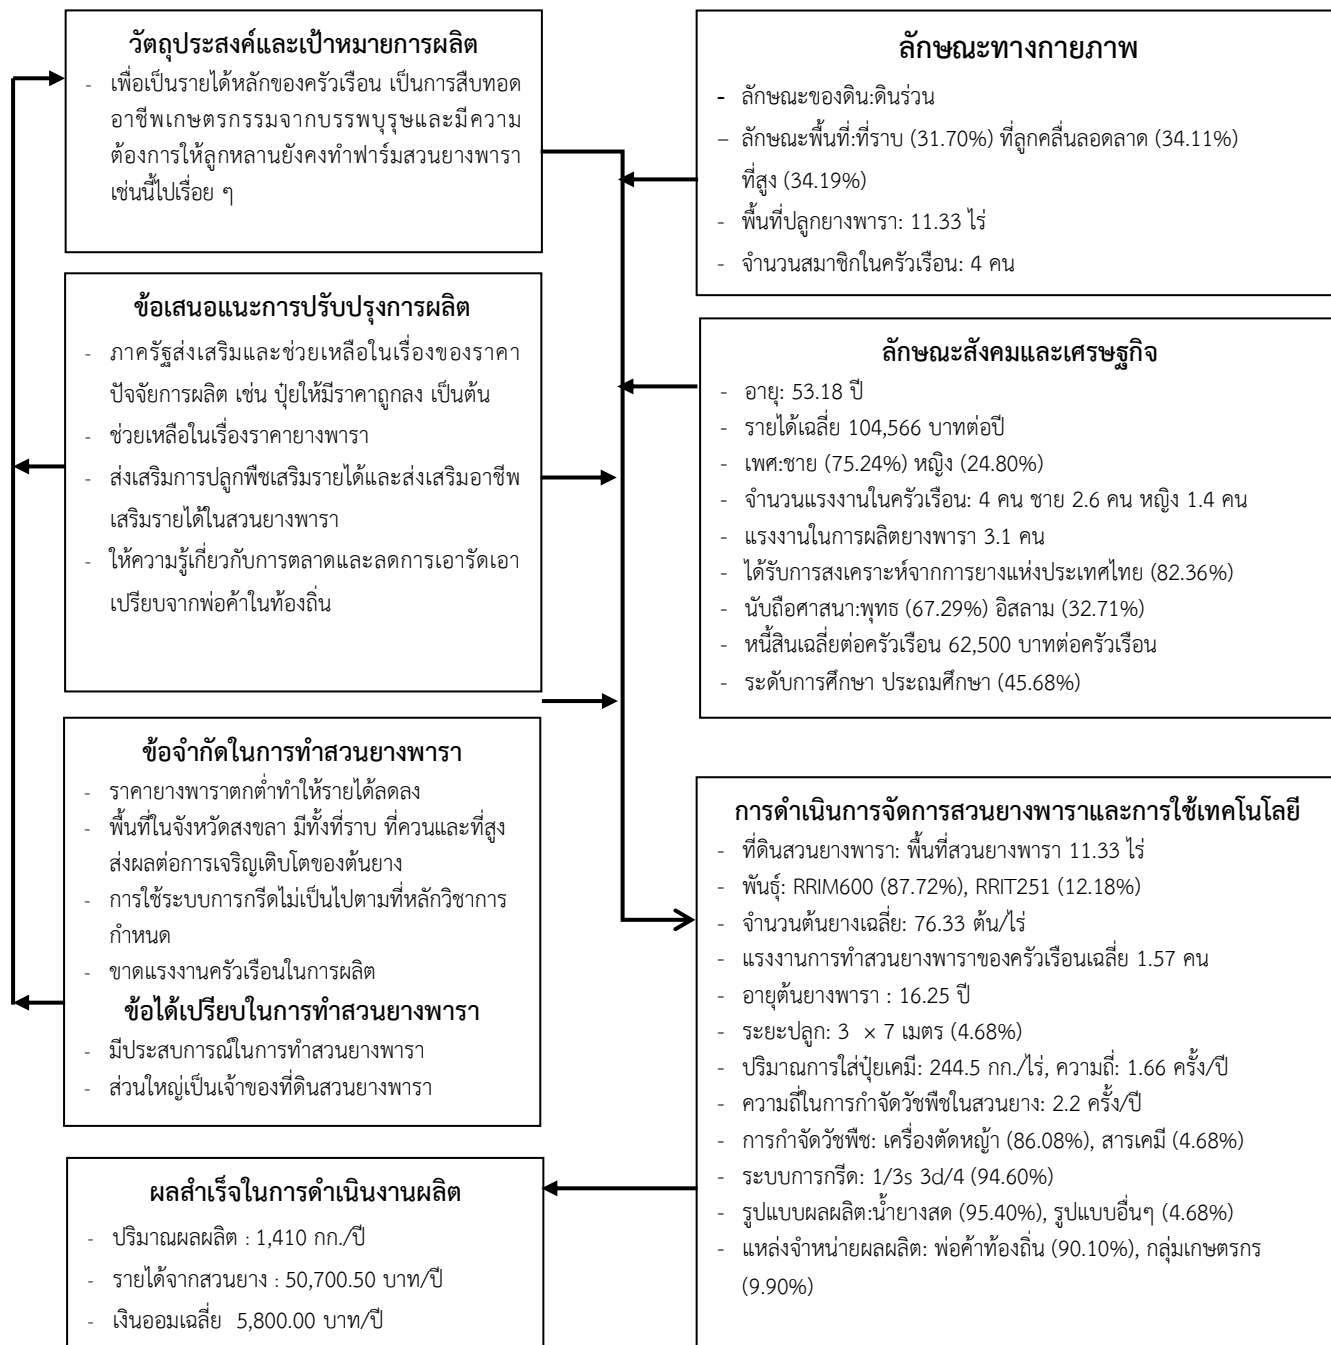 วัตถุประสงค์และเป้าหมายการผลิต
- เพื่อเป็นรายได้หลักของครัวเรือน เป็นการสืบทอด
อาชีพเกษตรกรรมจากบรรพบุรุษและมีความ
ต้องการให้ลูกหลานยังคงทำฟาร์มสวนยางพารา
เช่นนี้ไปเรื่อย ๆ
ข้อเสนอแนะการปรับปรุงการผลิต
- ภาครัฐส่งเสริมและช่วยเหลือในเรื่องของราคา
ปัจจัยการผลิต เช่น ปุ๋ยให้มีราคาถูกลง เป็นต้น
- ช่วยเหลือในเรื่องราคายางพารา
- ส่งเสริมการปลูกพืชเสริมรายได้และส่งเสริมอาชีพ
เสริมรายได้ในสวนยางพารา
- ให้ความรู้เกี่ยวกับการตลาดและลดการเอารัดเอา
เปรียบจากพ่อค้าในท้องถิ่น
ข้อจำกัดในการทำสวนยางพารา
- ราคายางพาราตกต่ำทำให้รายได้ลดลง
- พื้นที่ในจังหวัดสงขลา มีทั้งที่ราบ ที่ควนและที่สูง
ส่งผลต่อการเจริญเติบโตของต้นยาง
- การใช้ระบบการกรีดไม่เป็นไปตามที่หลักวิชาการ
กำหนด
- ขาดแรงงานครัวเรือนในการผลิต
ข้อได้เปรียบในการทำสวนยางพารา
- มีประสบการณ์ในการทำสวนยางพารา
- ส่วนใหญ่เป็นเจ้าของที่ดินสวนยางพารา
ผลสำเร็จในการดำเนินงานผลิต
- ปริมาณผลผลิต : 1,410 กก./ปี
- รายได้จากสวนยาง : 50,700.50 บาท/ปี
- เงินออมเฉลี่ย 5,800.00 บาท/ปี
ลักษณะทางกายภาพ
- ลักษณะของดิน:ดินร่วน
– ลักษณะพื้นที่:ที่ราบ (31.70%) ที่ลูกคลื่นลอดลาด (34.11%)
ที่สูง (34.19%)
- พื้นที่ปลูกยางพารา: 11.33 ไร่
- จำนวนสมาชิกในครัวเรือน: 4 คน
ลักษณะสังคมและเศรษฐกิจ
- อายุ: 53.18 ปี
- รายได้เฉลี่ย 104,566 บาทต่อปี
- เพศ:ชาย (75.24%) หญิง (24.80%)
- จำนวนแรงงานในครัวเรือน: 4 คน ชาย 2.6 คน หญิง 1.4 คน
- แรงงานในการผลิตยางพารา 3.1 คน
- ได้รับการสงเคราะห์จากการยางแห่งประเทศไทย (82.36%)
- นับถือศาสนา:พุทธ (67.29%) อิสลาม (32.71%)
- หนี้สินเฉลี่ยต่อครัวเรือน 62,500 บาทต่อครัวเรือน
- ระดับการศึกษา ประถมศึกษา (45.68%)
การดำเนินการจัดการสวนยางพาราและการใช้เทคโนโลยี
- ที่ดินสวนยางพารา: พื้นที่สวนยางพารา 11.33 ไร่
- พันธุ์: RRIM600 (87.72%), RRIT251 (12.18%)
- จำนวนต้นยางเฉลี่ย: 76.33 ต้น/ไร่
- แรงงานการทำสวนยางพาราของครัวเรือนเฉลี่ย 1.57 คน
- อายุต้นยางพารา : 16.25 ปี
- ระยะปลูก: 3 × 7 เมตร (4.68%)
- ปริมาณการใส่ปุ๋ยเคมี: 244.5 กก./ไร่, ความถี่: 1.66 ครั้ง/ปี
- ความถี่ในการกำจัดวัชพืชในสวนยาง: 2.2 ครั้ง/ปี
- การกำจัดวัชพืช: เครื่องตัดหญ้า (86.08%), สารเคมี (4.68%)
- ระบบการกรีด: 1/3s 3d/4 (94.60%)
- รูปแบบผลผลิต:น้ำยางสด (95.40%), รูปแบบอื่นๆ (4.68%)
- แหล่งจำหน่ายผลผลิต: พ่อค้าท้องถิ่น (90.10%), กลุ่มเกษตรกร
(9.90%)